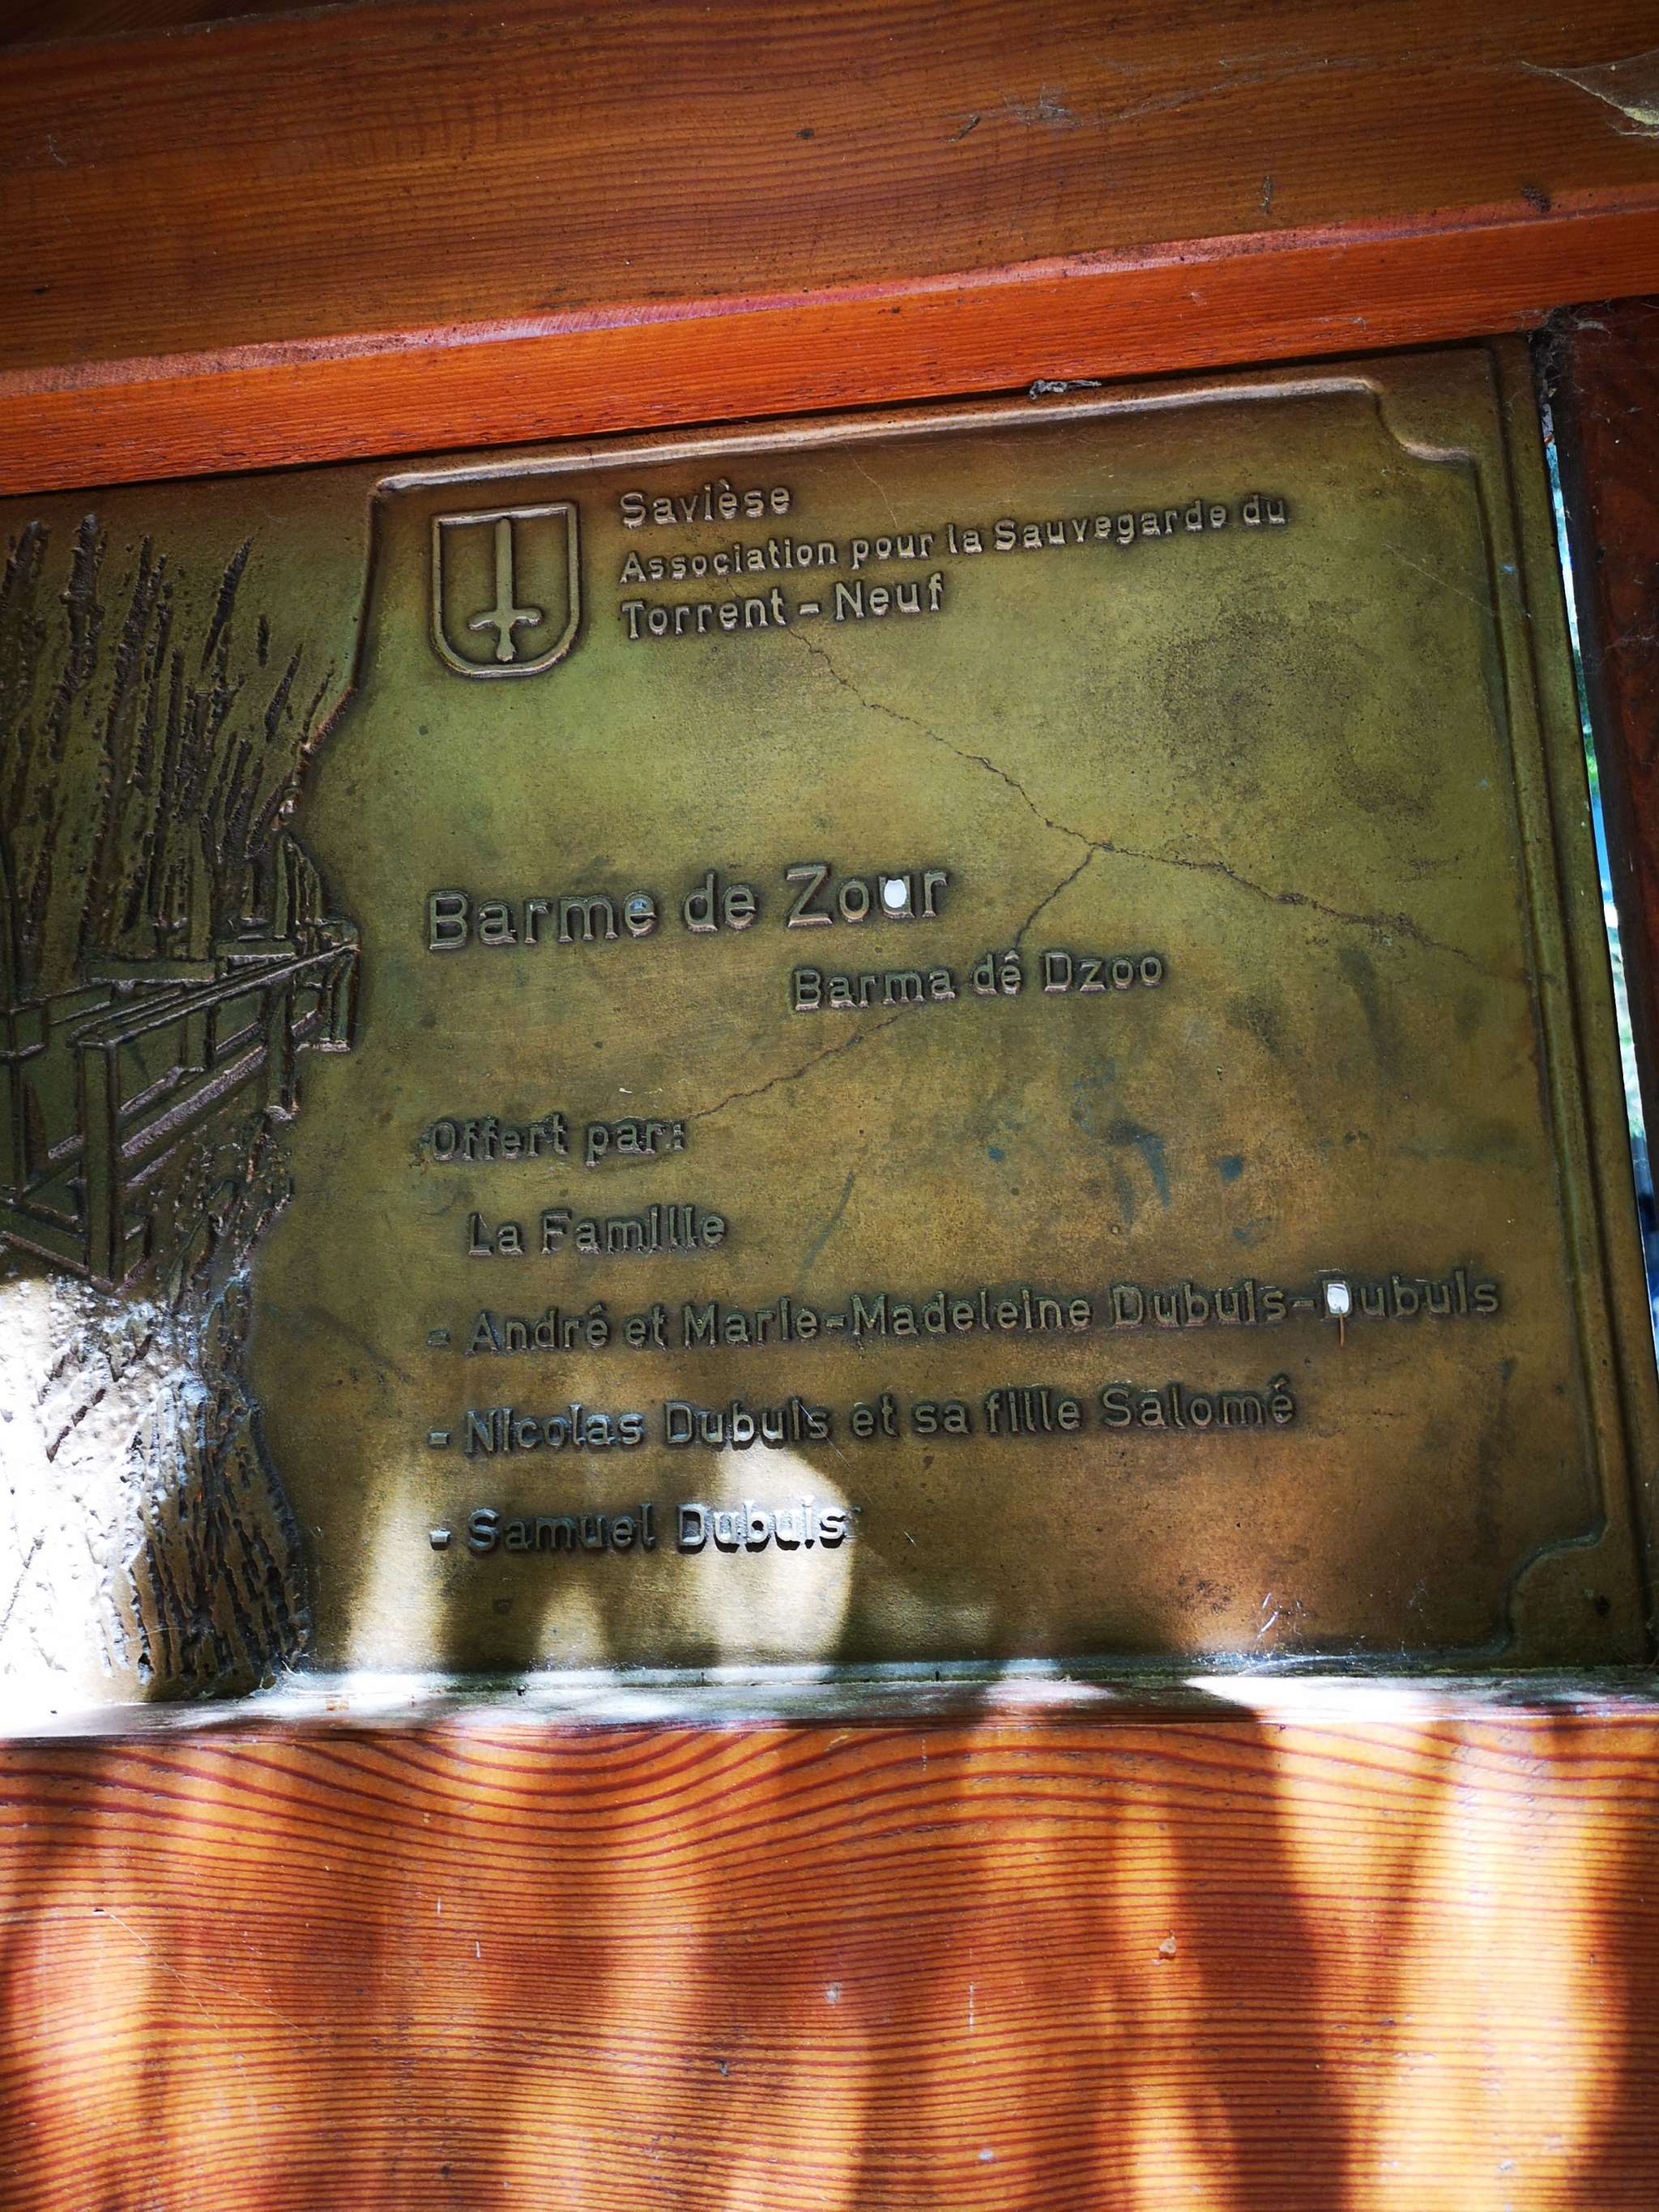 Savièse
Association pour la Sauvegarde du
Torrent-Neuf
Barme de Zour
Barma dê Dzoo
Offert par:
La Famille
- André et Marie-Madeleine Dubuis-Dubuis
- Nicolas Dubuis et sa fille Salomé
- Samuel Dubuis